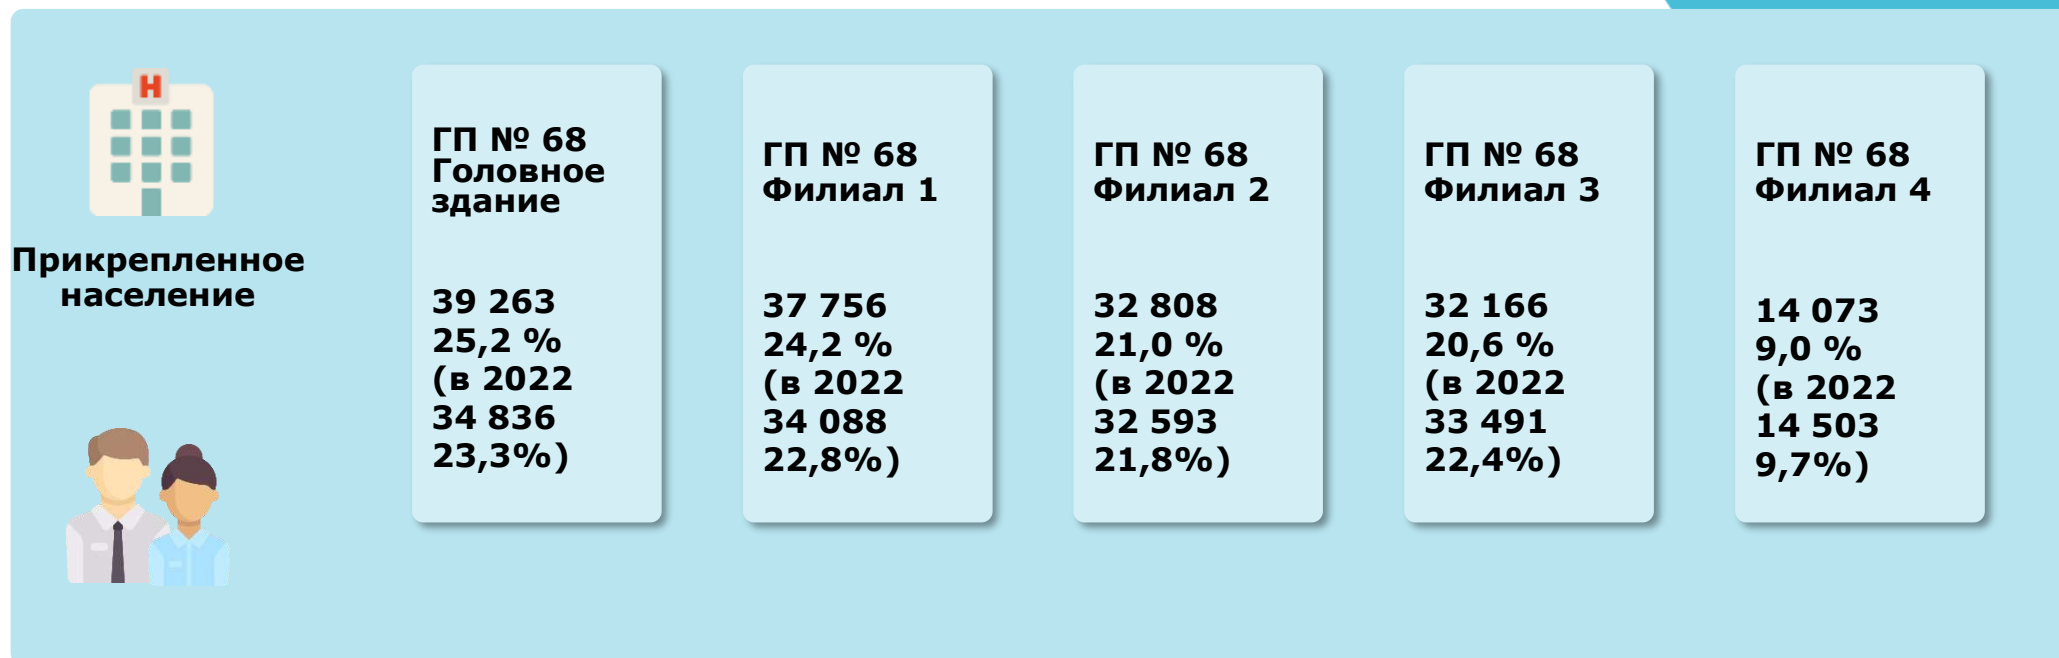 H
Прикрепленное
население
ГП № 68
Головное
здание
39 263
25,2 %
(в 2022
34 836
23,3%)
ГП № 68
Филиал 1
37 756
24,2 %
(в 2022
34 088
22,8%)
ГП № 68
Филиал 2
32 808
21,0 %
(в 2022
32 593
21,8%)
ГП № 68
Филиал 3
32 166
20,6 %
(в 2022
33 491
22,4%)
ГП № 68
Филиал 4
14 073
9,0 %
(в 2022
14 503
9,7%)